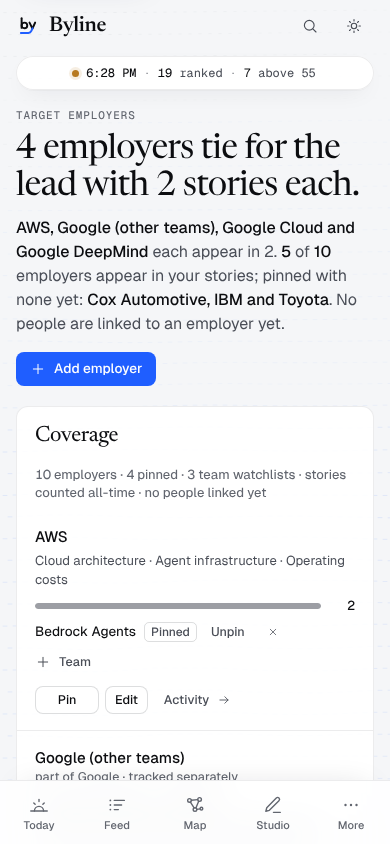 by Byline
6:28 PM · 19 ranked · 7 above 55
TARGET EMPLOYERS
4 employers tie for the
lead with 2 stories each.
AWS, Google (other teams), Google Cloud and
Google DeepMind each appear in 2. 5 of 10
employers appear in your stories; pinned with
none yet: Cox Automotive, IBM and Toyota. No
people are linked to an employer yet.
+ Add employer
Coverage
10 employers · 4 pinned · 3 team watchlists · stories
counted all-time · no people linked yet
AWS
Cloud architecture · Agent infrastructure · Operating
costs
2
Bedrock Agents Pinned Unpin ×
+ Team
Pin Edit Activity →
Google (other teams)
part of Google · tracked separately
Today Feed Map Studio More